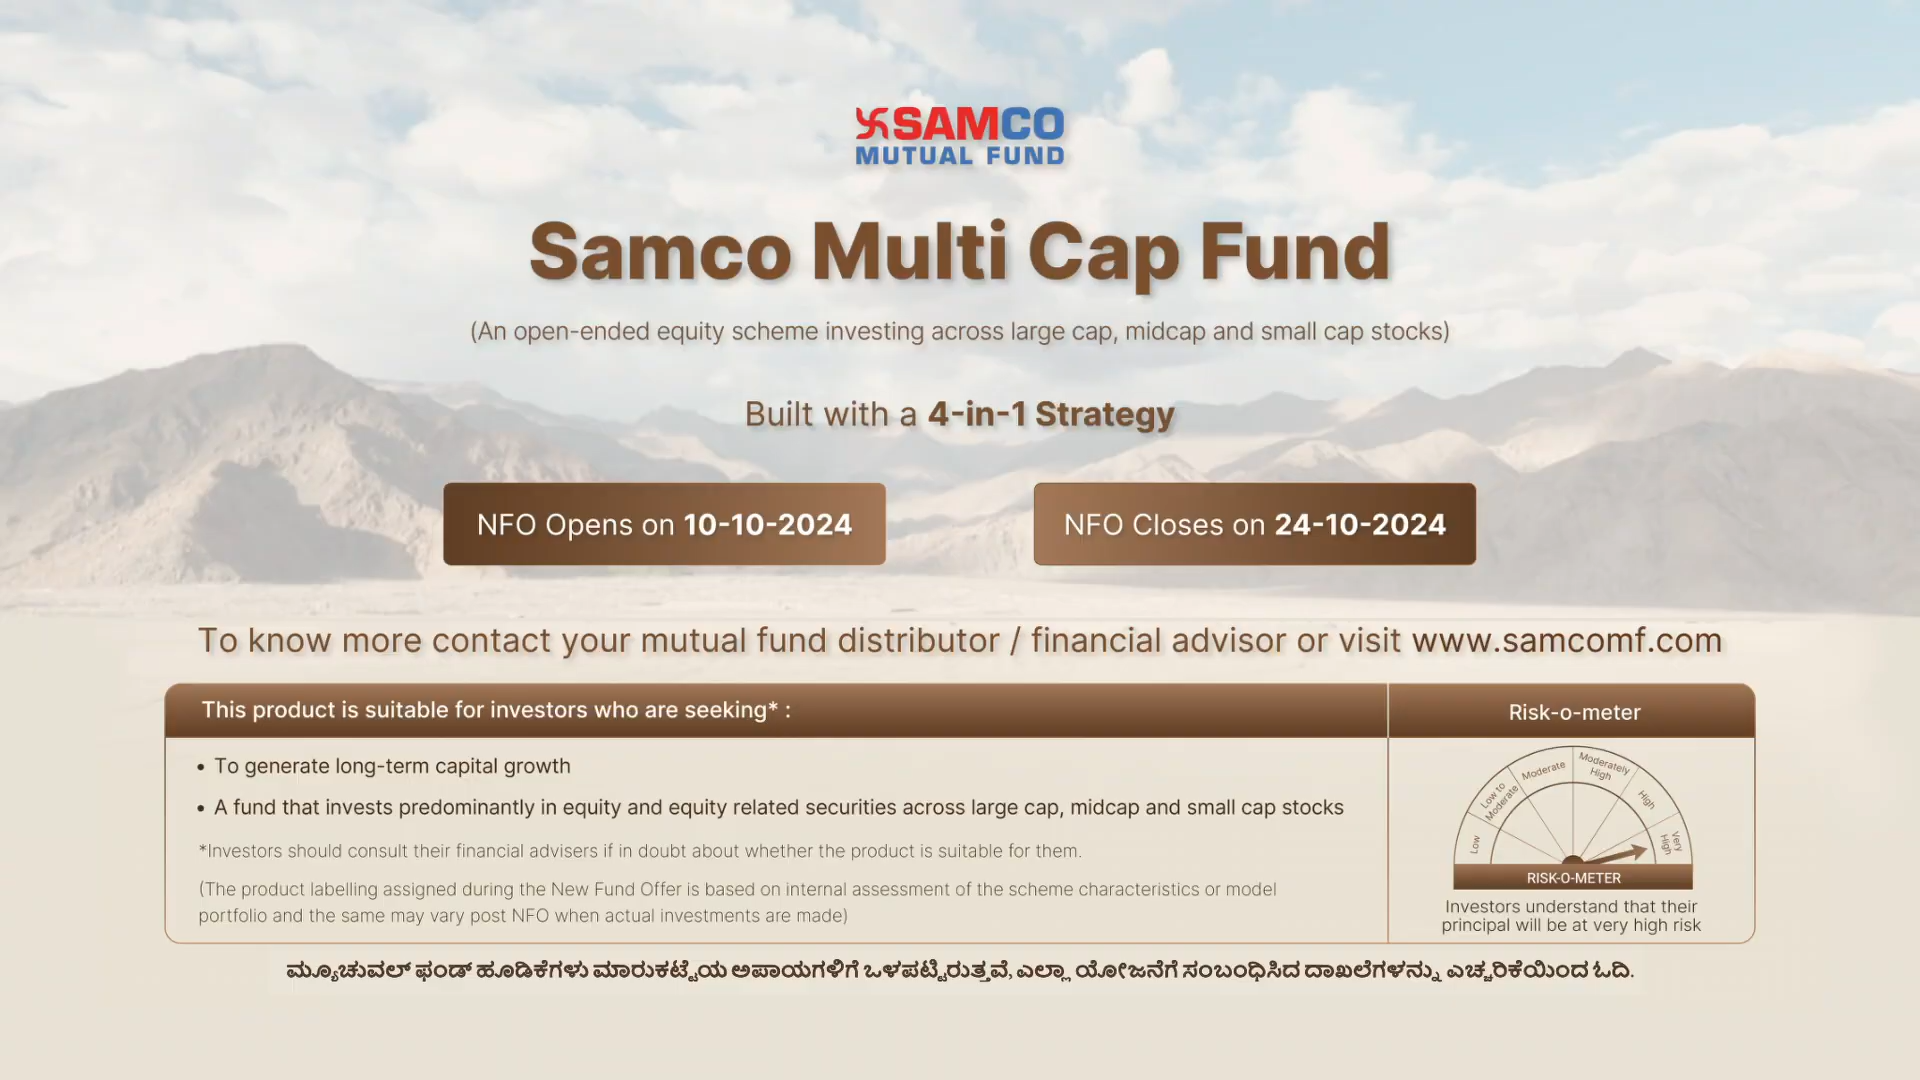 SAMCO
MUTUAL FUND
Samco Multi Cap Fund
(An open-ended equity scheme investing across large cap, midcap and small cap stocks)
Built with a 4-in-1 Strategy
NFO Opens on 10-10-2024
NFO Closes on 24-10-2024
To know more contact your mutual fund distributor / financial advisor or visit www.samcomf.com
This product is suitable for investors who are seeking* :
• To generate long-term capital growth
• A fund that invests predominantly in equity and equity related securities across large cap, midcap and small cap stocks
*Investors should consult their financial advisers if in doubt about whether the product is suitable for them.
(The product labelling assigned during the New Fund Offer is based on internal assessment of the scheme characteristics or model
portfolio and the same may vary post NFO when actual investments are made)
Risk-o-meter
Low
Low to
Moderate
Moderate
Moderately
High
High
Very
High
RISK-O-METER
Investors understand that their
principal will be at very high risk
ಮ್ಯೂಚುವಲ್ ಫಂಡ್ ಹೂಡಿಕೆಗಳು ಮಾರುಕಟ್ಟೆಯ ಅಪಾಯಗಳಿಗೆ ಒಳಪಟ್ಟಿರುತ್ತವೆ, ಎಲ್ಲಾ ಯೋಜನೆಗೆ ಸಂಬಂಧಿಸಿದ ದಾಖಲೆಗಳನ್ನು ಎಚ್ಚರಿಕೆಯಿಂದ ಓದಿ.